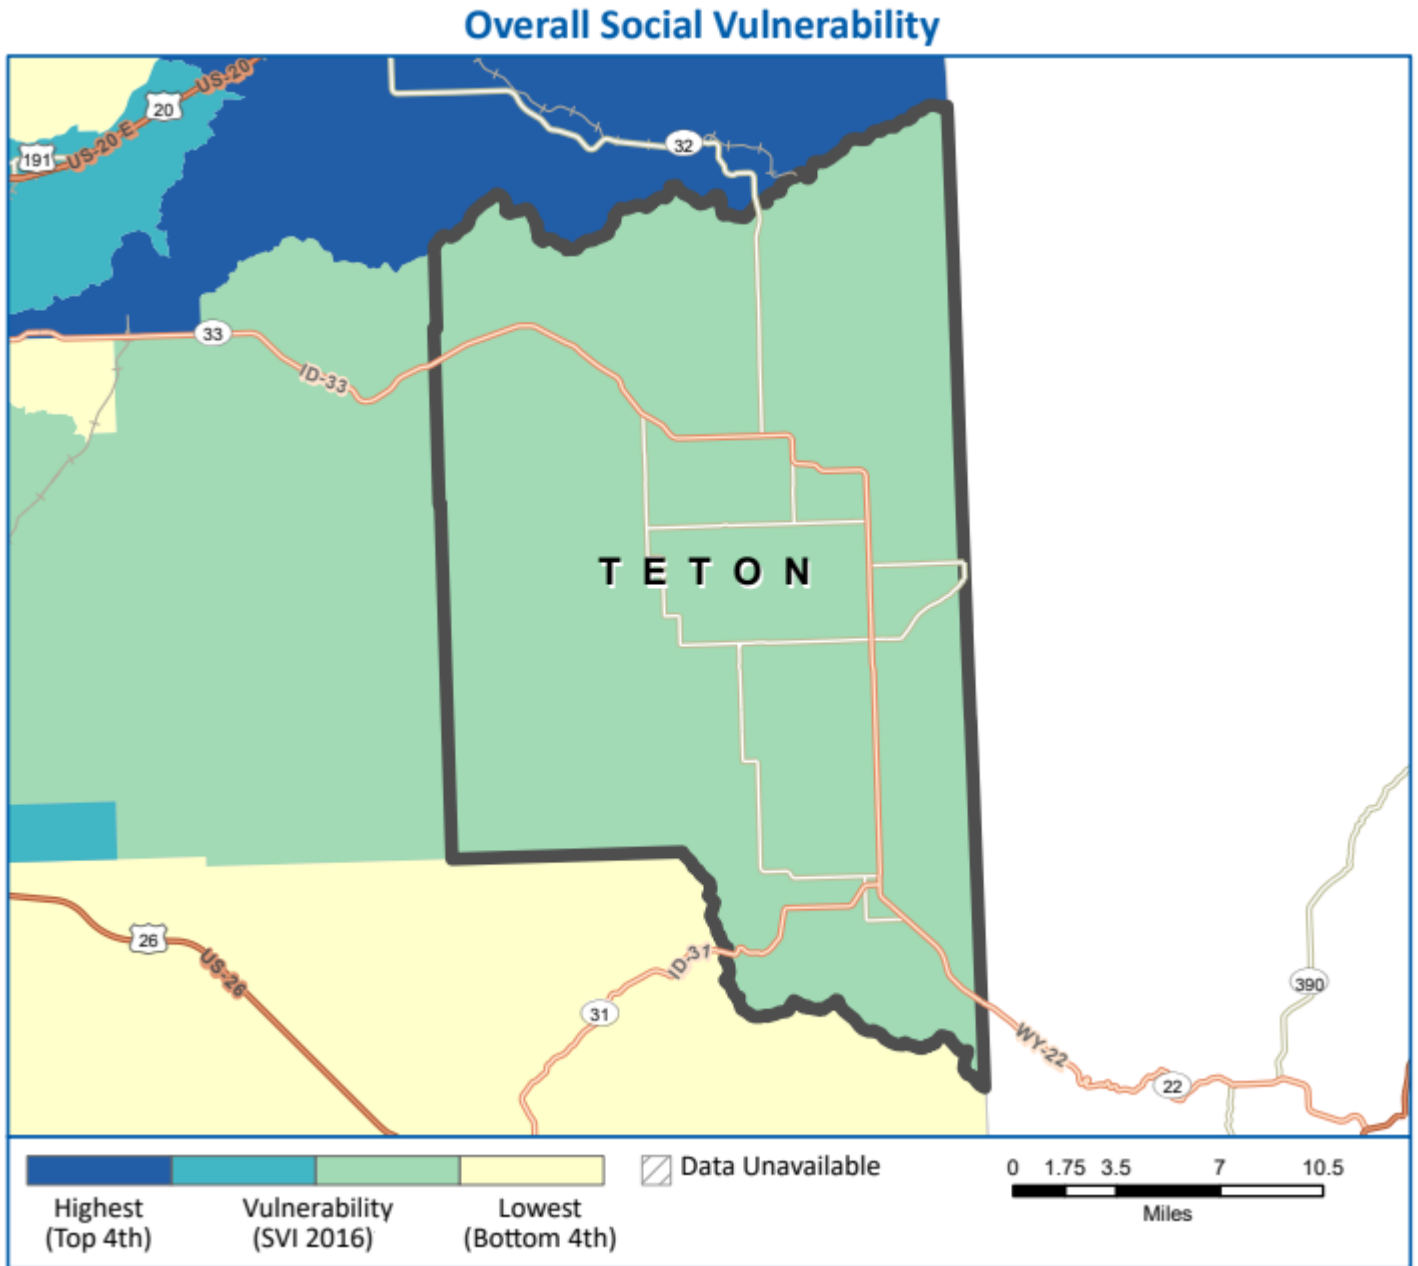 Overall Social Vulnerability
US-20
20
US-20 E
191
32
33
ID-33
T E T O N
26
US-26
ID-31
31
390
WY-22
22
Highest
(Top 4th)
Vulnerability
(SVI 2016)
Lowest
(Bottom 4th)
Data Unavailable
0 1.75 3.5 7 10.5
Miles